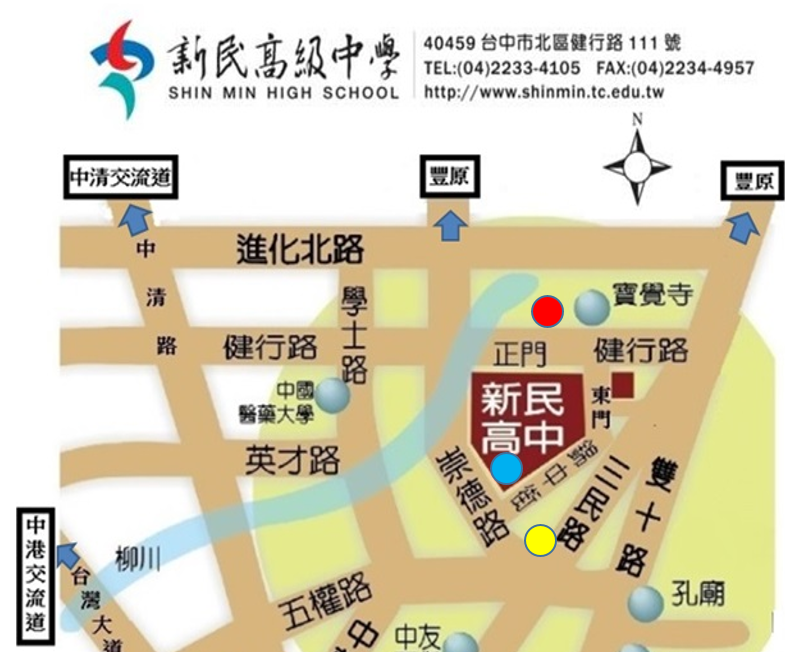 新民高級中學
SHIN MIN HIGH SCHOOL
40459 台中市北區健行路 111 號
TEL:(04)2233-4105 FAX:(04)2234-4957
http://www.shinmin.tc.edu.tw
N
中清交流道
豐原
豐原
進化北路
中清路
學士路
寶覺寺
健行路
正門
健行路
中國
醫藥大學
新民
高中
東門
英才路
崇德路
三民路
雙十路
中港交流道
柳川
台灣大道
五權路
孔廟
中
中友